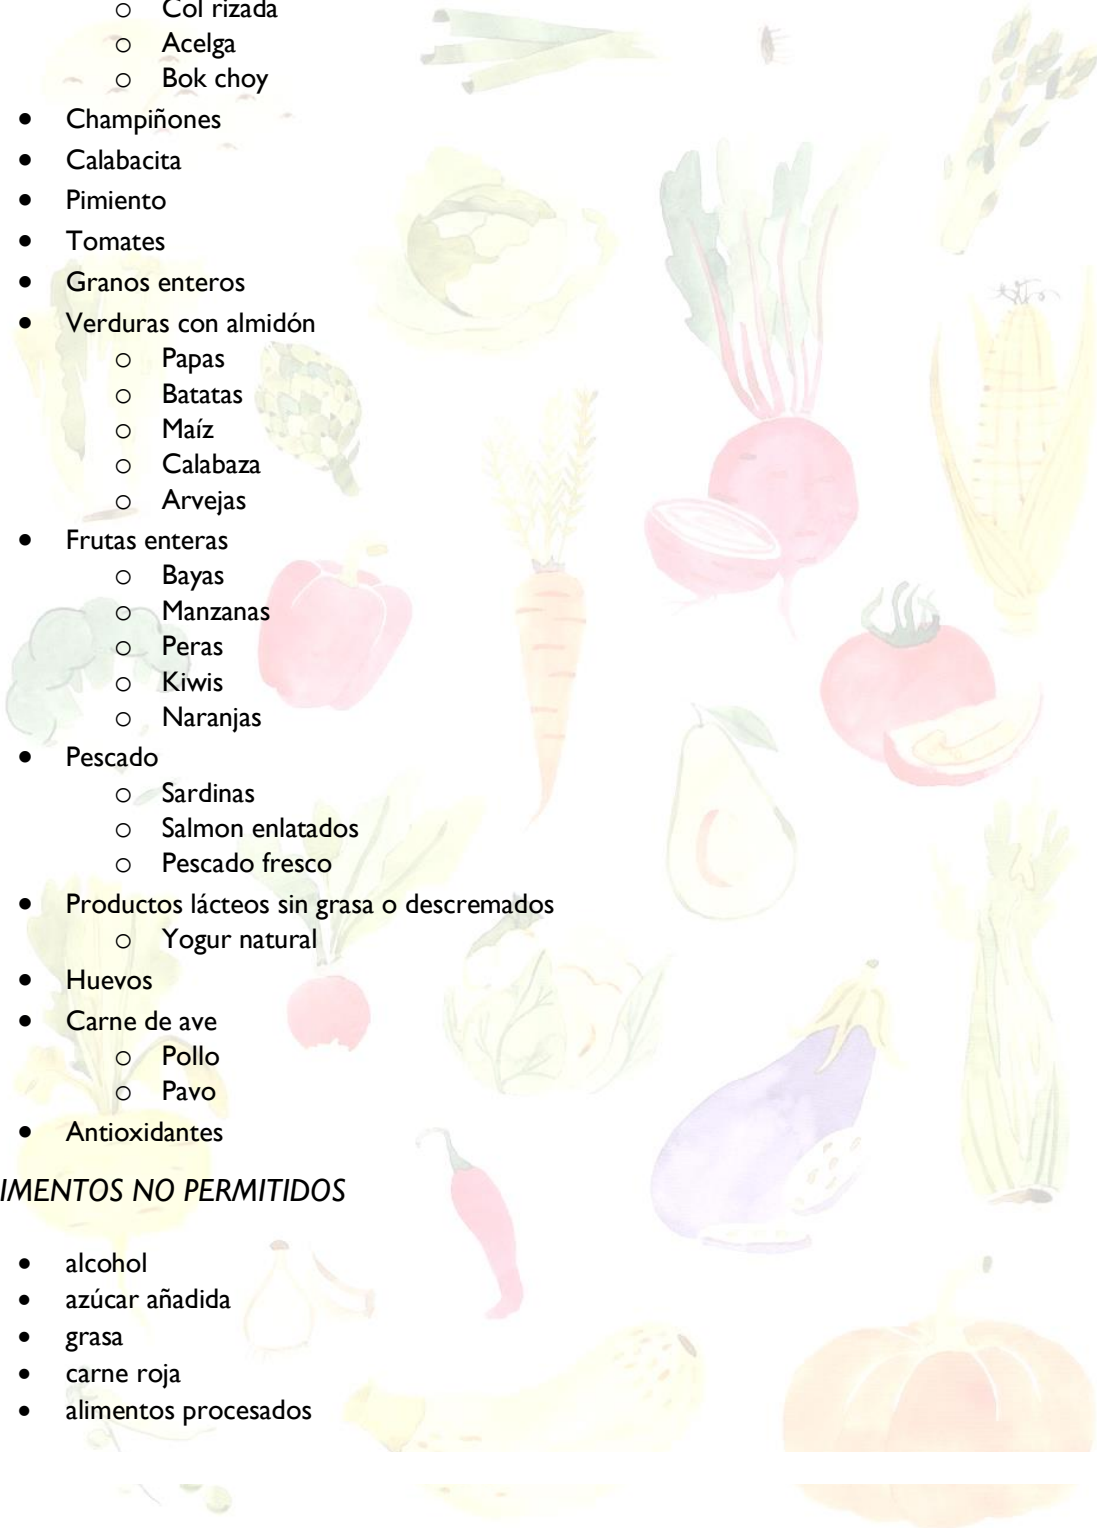 o Col rizada
o Acelga
o Bok choy
• Champiñones
• Calabacita
• Pimiento
• Tomates
• Granos enteros
• Verduras con almidón
o Papas
o Batatas
o Maíz
o Calabaza
o Arvejas
• Frutas enteras
o Bayas
o Manzanas
o Peras
o Kiwis
o Naranjas
• Pescado
o Sardinas
o Salmon enlatados
o Pescado fresco
• Productos lácteos sin grasa o descremados
o Yogur natural
• Huevos
• Carne de ave
o Pollo
o Pavo
• Antioxidantes
IMENTOS NO PERMITIDOS
• alcohol
• azúcar añadida
• grasa
• carne roja
• alimentos procesados